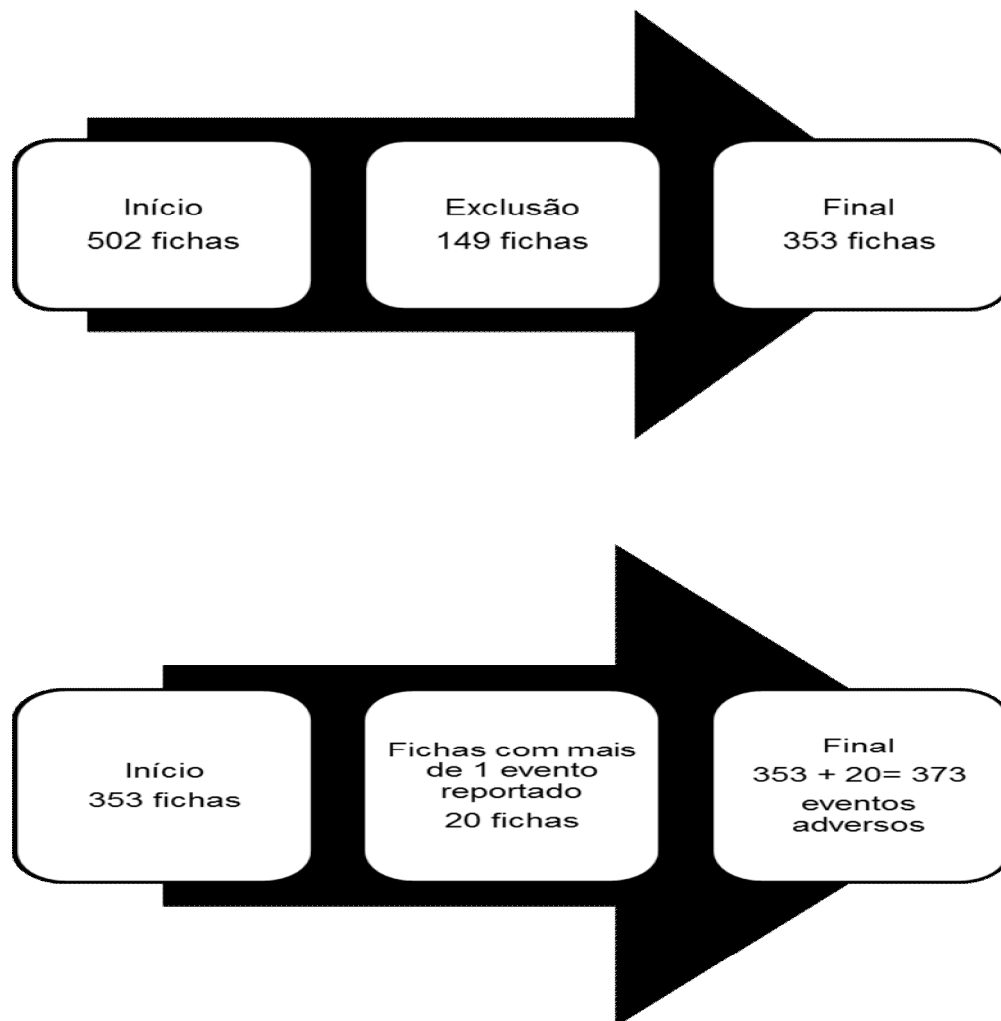 Início
502 fichas
Exclusão
149 fichas
Final
353 fichas
Início
353 fichas
Fichas com mais
de 1 evento
reportado
20 fichas
Final
353 + 20= 373
eventos
adversos